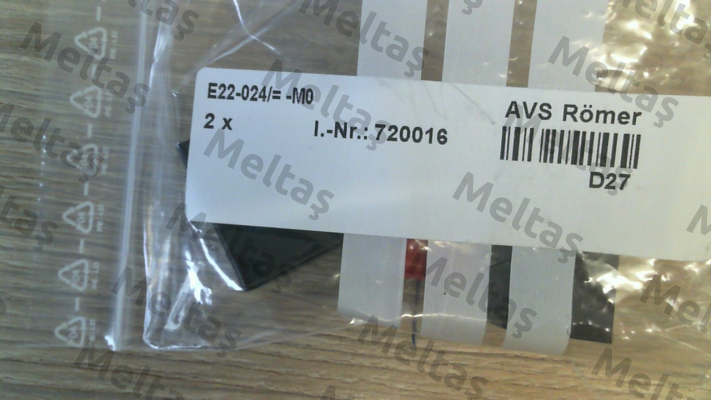 E22-024/= -M0
2 x
I.-Nr.: 720016
AVS Römer
D27
Meltaş